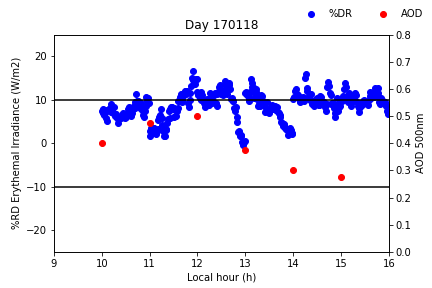 %DR AOD
Day 170118
%RD Erythemal Irradiance (W/m2)
20
10
0
−10
−20
0.8
0.7
0.6
0.5
0.4
0.3
0.2
0.1
0.0
AOD 500nm
9 10 11 12 13 14 15 16
Local hour (h)